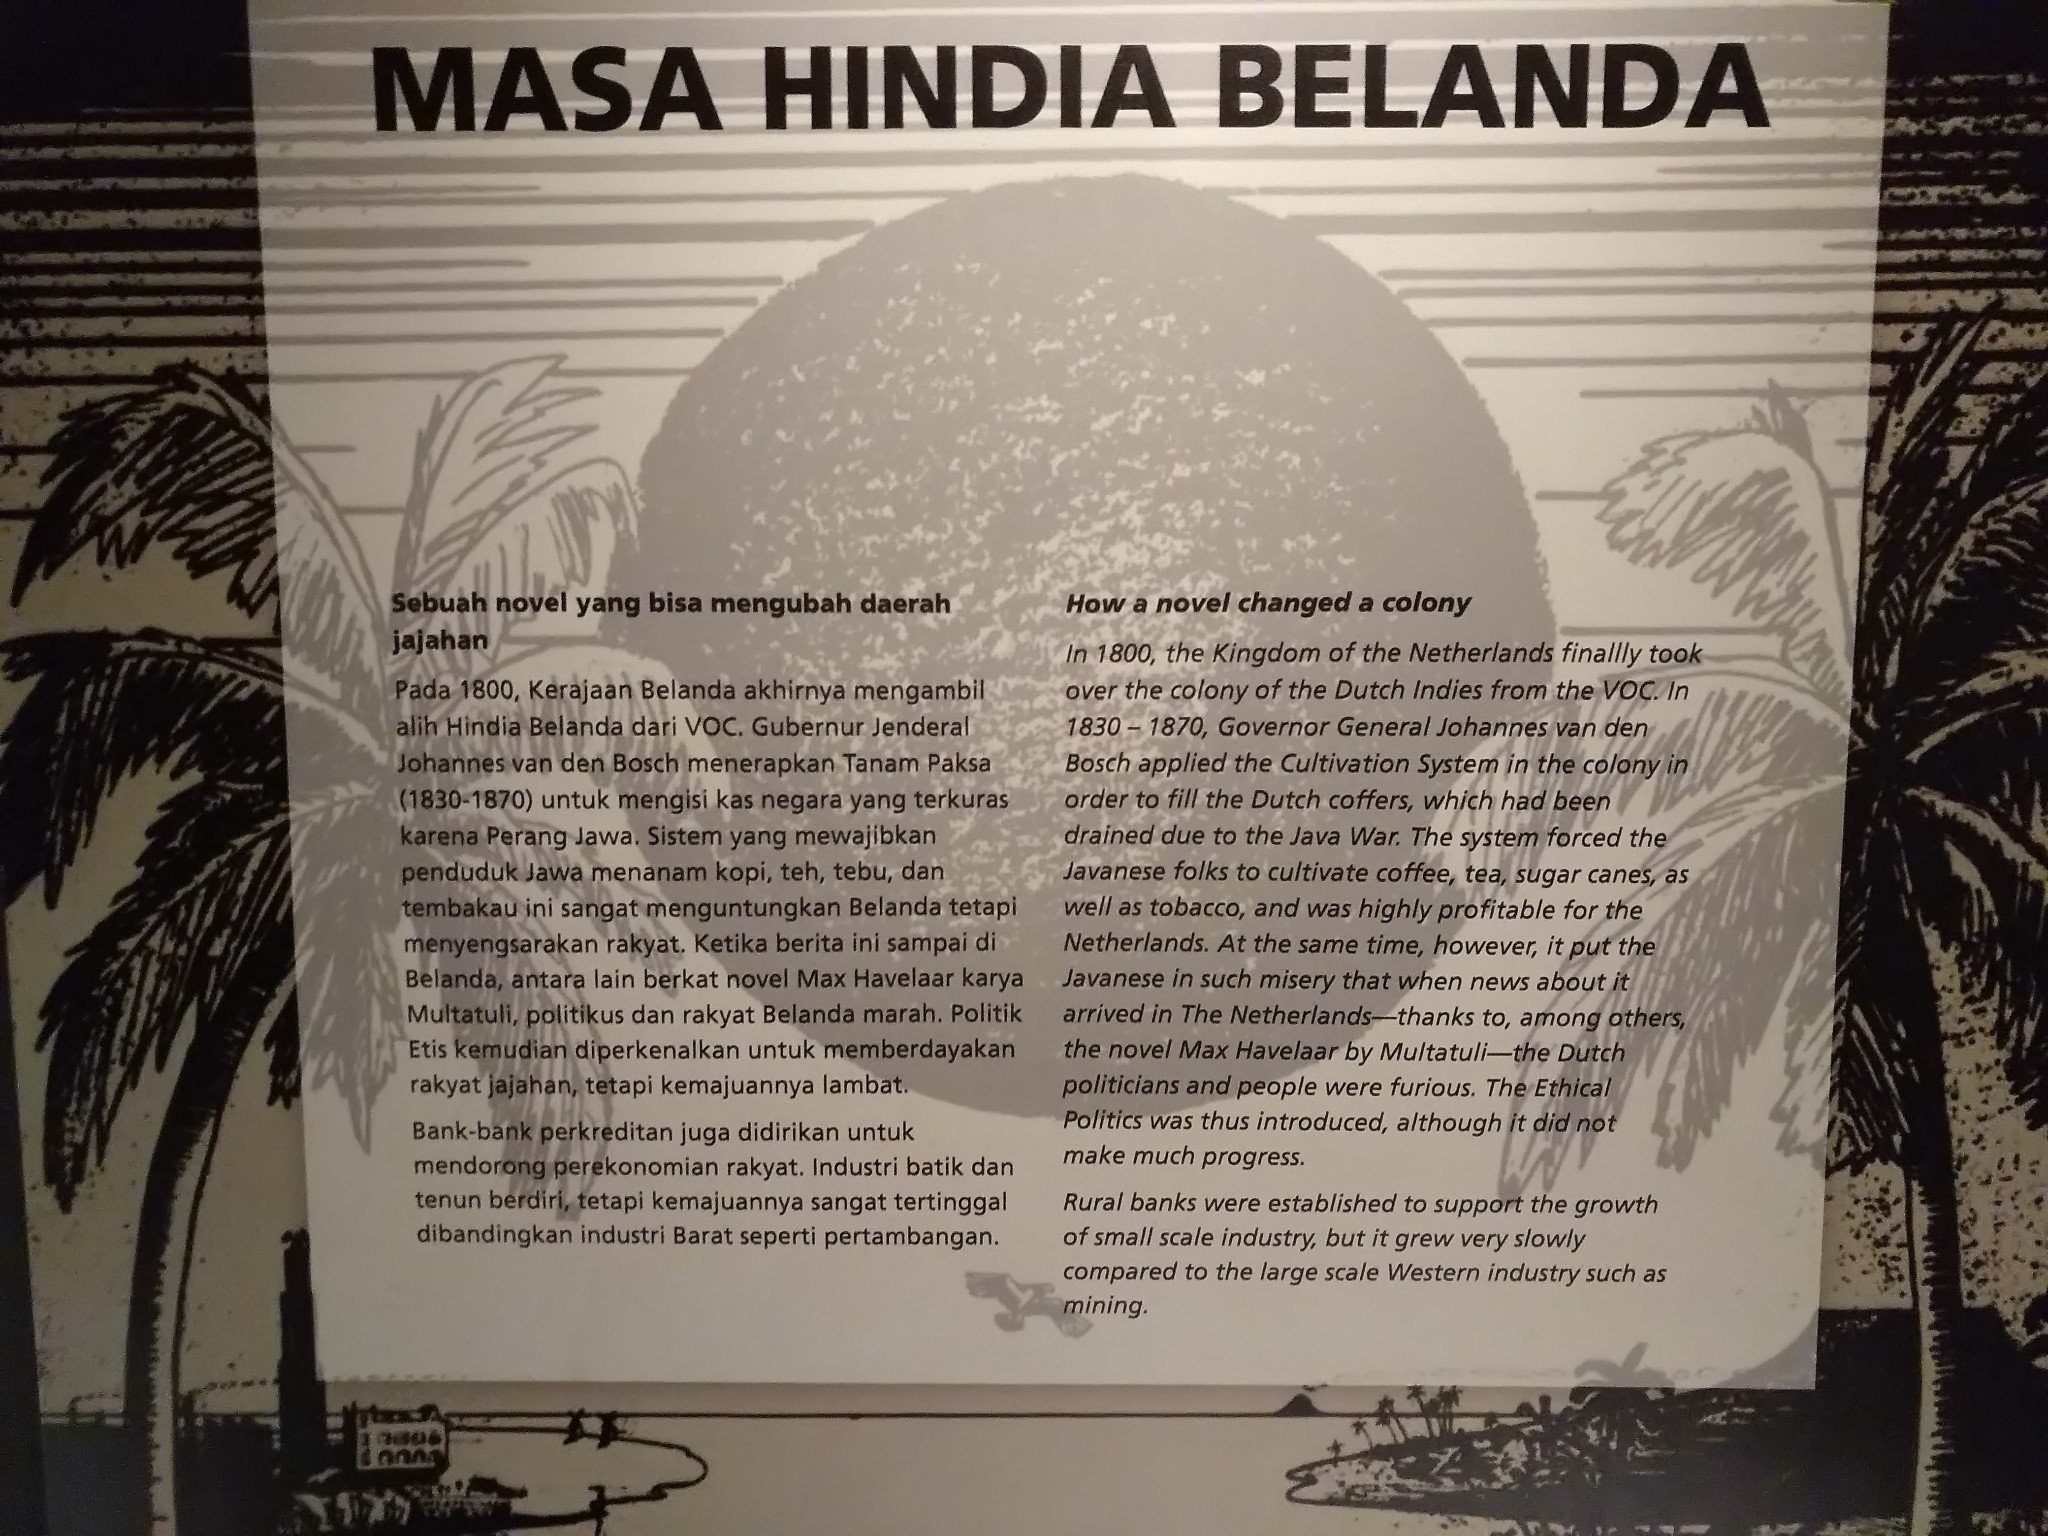 MASA HINDIA BELANDA
Sebuah novel yang bisa mengubah daerah
jajahan
Pada 1800, Kerajaan Belanda akhirnya mengambil
alih Hindia Belanda dari VOC. Gubernur Jenderal
Johannes van den Bosch menerapkan Tanam Paksa
(1830-1870) untuk mengisi kas negara yang terkuras
karena Perang Jawa. Sistem yang mewajibkan
penduduk Jawa menanam kopi, teh, tebu, dan
tembakau ini sangat menguntungkan Belanda tetapi
menyengsarakan rakyat. Ketika berita ini sampai di
Belanda, antara lain berkat novel Max Havelaar karya
Multatuli, politikus dan rakyat Belanda marah. Politik
Etis kemudian diperkenalkan untuk memberdayakan
rakyat jajahan, tetapi kemajuannya lambat.
Bank-bank perkreditan juga didirikan untuk
mendorong perekonomian rakyat. Industri batik dan
tenun berdiri, tetapi kemajuannya sangat tertinggal
dibandingkan industri Barat seperti pertambangan.
How a novel changed a colony
In 1800, the Kingdom of the Netherlands finallly took
over the colony of the Dutch Indies from the VOC. In
1830 – 1870, Governor General Johannes van den
Bosch applied the Cultivation System in the colony in
order to fill the Dutch coffers, which had been
drained due to the Java War. The system forced the
Javanese folks to cultivate coffee, tea, sugar canes, as
well as tobacco, and was highly profitable for the
Netherlands. At the same time, however, it put the
Javanese in such misery that when news about it
arrived in The Netherlands—thanks to, among others,
the novel Max Havelaar by Multatuli—the Dutch
politicians and people were furious. The Ethical
Politics was thus introduced, although it did not
make much progress.
Rural banks were established to support the growth
of small scale industry, but it grew very slowly
compared to the large scale Western industry such as
mining.